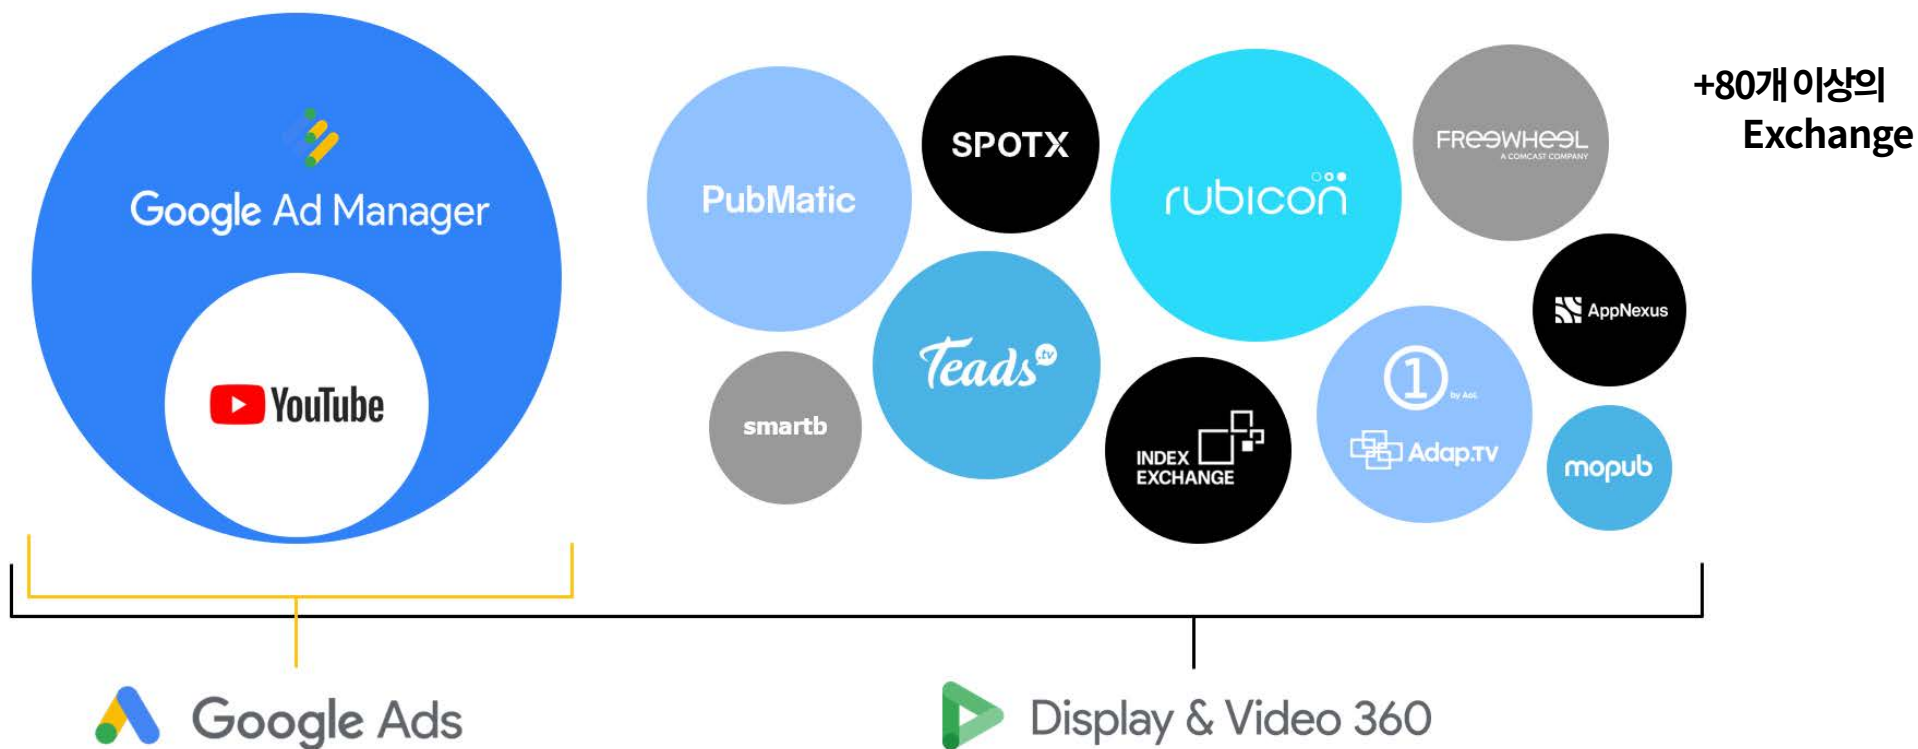 Google Ad Manager
YouTube
PubMatic
SPOTX
rubicon
FREEWHEEL
A COMCAST COMPANY
+80개 이상의
Exchange
AppNexus
Teads.tv
smartb
INDEX
EXCHANGE
1
by Aol.
Adap.TV
mopub
Google Ads
Display & Video 360